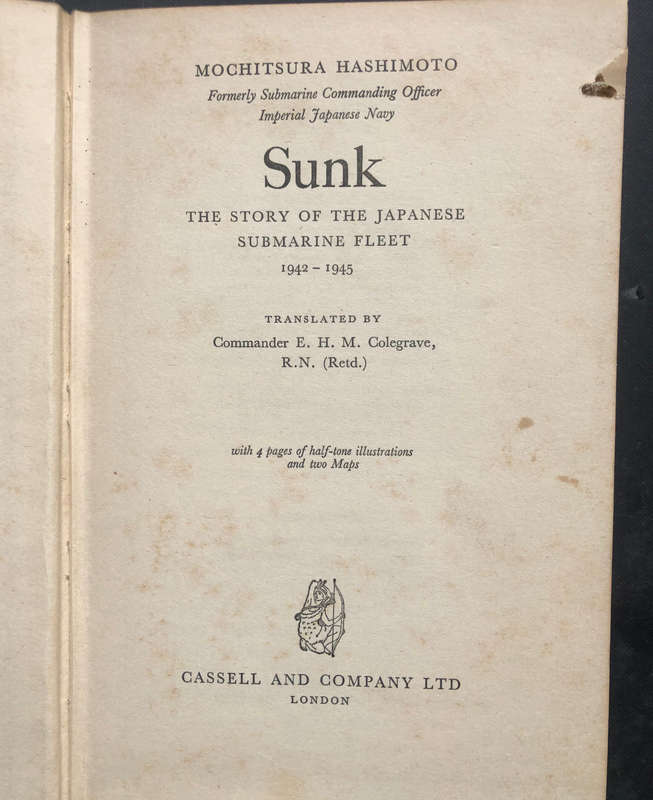 MOCHITSURA HASHIMOTO
Formerly Submarine Commanding Officer
Imperial Japanese Navy
Sunk
THE STORY OF THE JAPANESE
SUBMARINE FLEET
1942 – 1945
TRANSLATED BY
Commander E. H. M. Colegrave,
R.N. (Retd.)
with 4 pages of half-tone illustrations
and two Maps
CASSELL AND COMPANY LTD
LONDON